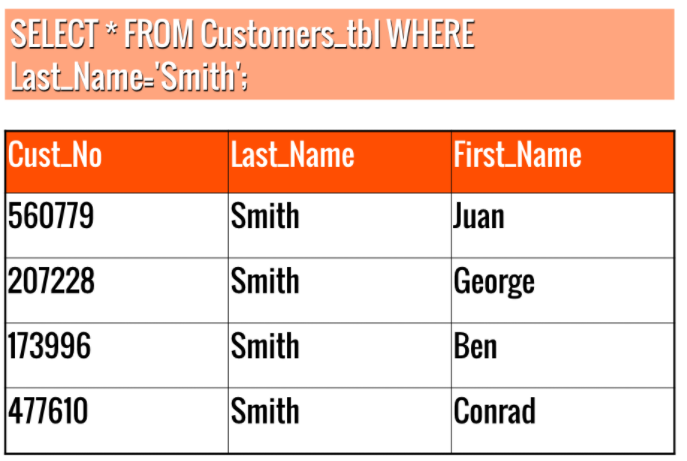 SELECT * FROM Customers_tbl WHERE
Last_Name='Smith';
Cust_No Last_Name First_Name
560779 Smith Juan
207228 Smith George
173996 Smith Ben
477610 Smith Conrad